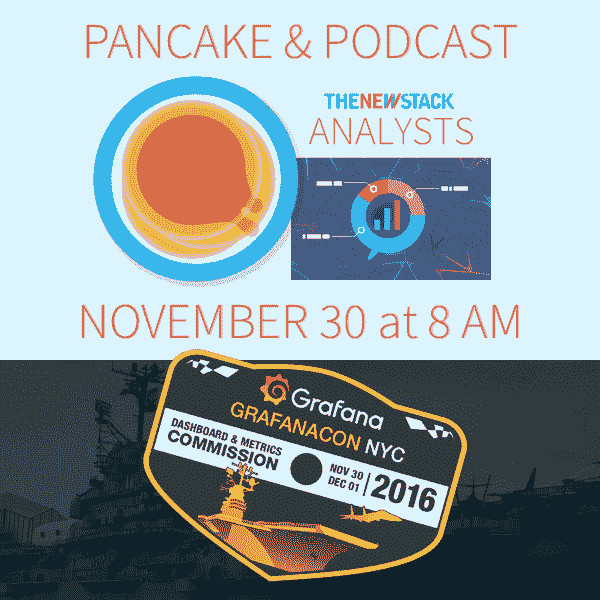 PANCAKE & PODCAST
THENEWSTACK
ANALYSTS
NOVEMBER 30 at 8 AM
Grafana
GRAFANACON NYC
DASHBOARD & METRICS
COMMISSION
NOV 30
DEC 01
2016